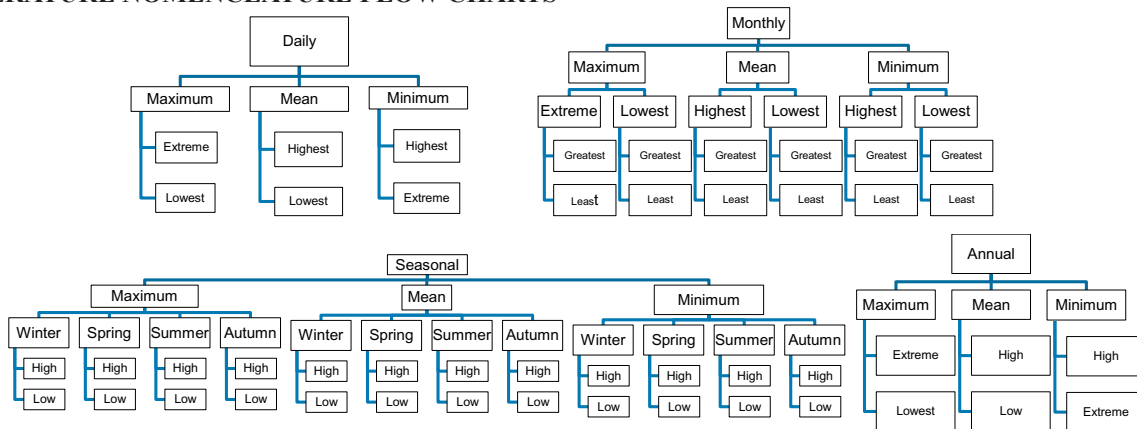 NOMENCLATURE FLOW CHARTS
Daily
Maximum Mean Minimum
Extreme Highest Highest
Lowest Lowest Extreme
Monthly
Maximum Mean Minimum
Extreme Lowest Highest Lowest Highest Lowest
Greatest Greatest Greatest Greatest Greatest Greatest
Least Least Least Least Least Least
Seasonal
Maximum Mean Minimum
Winter Spring Summer Autumn Winter Spring Summer Autumn Winter Spring Summer Autumn
High High High High High High High High High High High High
Low Low Low Low Low Low Low Low Low Low Low Low
Annual
Maximum Mean Minimum
Extreme High High
Lowest Low Extreme